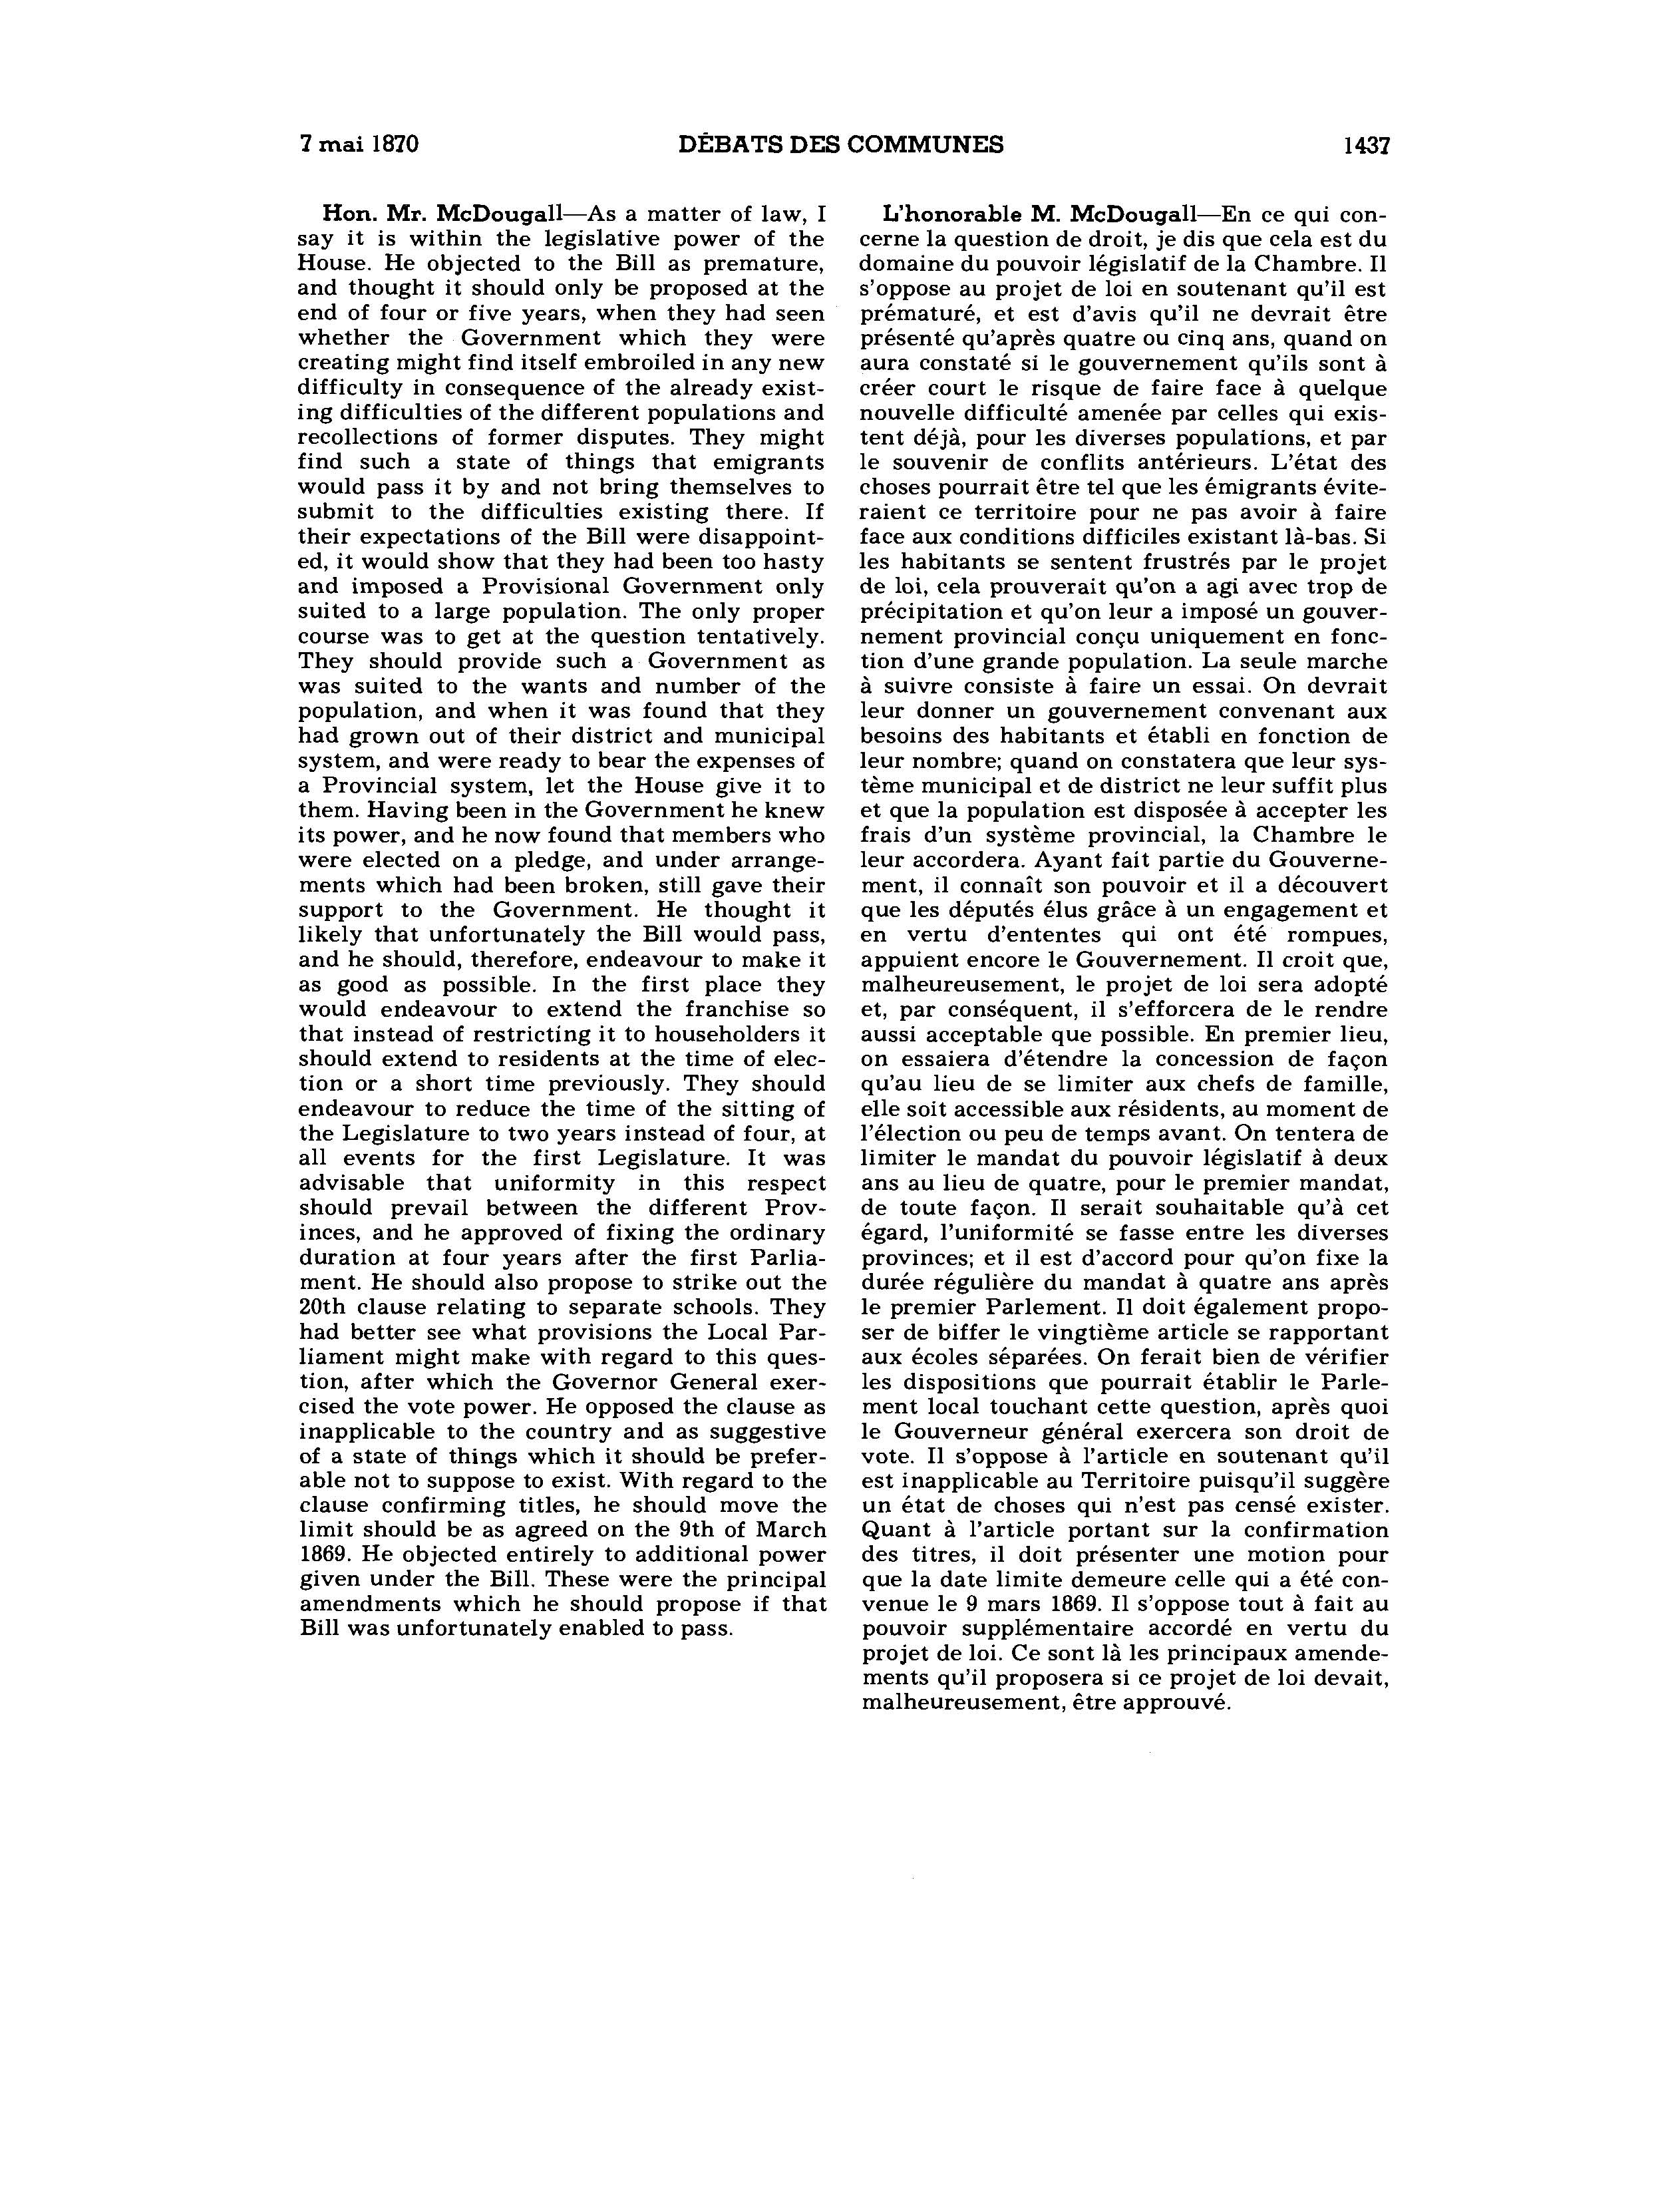 7 mai 1870
DÉBATS DES COMMUNES
1437
Hon. Mr. McDougall—As a matter of law, I
say it is within the legislative power of the
House. He objected to the Bill as premature,
and thought it should only be proposed at the
end of four or five years, when they had seen
whether the Government which they were
creating might find itself embroiled in any new
difficulty in consequence of the already exist-
ing difficulties of the different populations and
recollections of former disputes. They might
find such a state of things that emigrants
would pass it by and not bring themselves to
submit to the difficulties existing there. If
their expectations of the Bill were disappoint-
ed, it would show that they had been too hasty
and imposed a Provisional Government only
suited to a large population. The only proper
course was to get at the question tentatively.
They should provide such a Government as
was suited to the wants and number of the
population, and when it was found that they
had grown out of their district and municipal
system, and were ready to bear the expenses of
a Provincial system, let the House give it to
them. Having been in the Government he knew
its power, and he now found that members who
were elected on a pledge, and under arrange-
ments which had been broken, still gave their
support to the Government. He thought it
likely that unfortunately the Bill would pass,
and he should, therefore, endeavour to make it
as good as possible. In the first place they
would endeavour to extend the franchise so
that instead of restricting it to householders it
should extend to residents at the time of elec-
tion or a short time previously. They should
endeavour to reduce the time of the sitting of
the Legislature to two years instead of four, at
all events for the first Legislature. It was
advisable that uniformity in this respect
should prevail between the different Prov-
inces, and he approved of fixing the ordinary
duration at four years after the first Parlia-
ment. He should also propose to strike out the
20th clause relating to separate schools. They
had better see what provisions the Local Par-
liament might make with regard to this ques-
tion, after which the Governor General exer-
cised the vote power. He opposed the clause as
inapplicable to the country and as suggestive
of a state of things which it should be prefer-
able not to suppose to exist. With regard to the
clause confirming titles, he should move the
limit should be as agreed on the 9th of March
1869. He objected entirely to additional power
given under the Bill. These were the principal
amendments which he should propose if that
Bill was unfortunately enabled to pass.
L'honorable M. McDougall—En ce qui con-
cerne la question de droit, je dis que cela est du
domaine du pouvoir législatif de la Chambre. Il
s'oppose au projet de loi en soutenant qu'il est
prématuré, et est d'avis qu'il ne devrait être
présenté qu'après quatre ou cinq ans, quand on
aura constaté si le gouvernement qu'ils sont à
créer court le risque de faire face à quelque
nouvelle difficulté amenée par celles qui exis-
tent déjà, pour les diverses populations, et par
le souvenir de conflits antérieurs. L'état des
choses pourrait être tel que les émigrants évite-
raient ce territoire pour ne pas avoir à faire
face aux conditions difficiles existant là-bas. Si
les habitants se sentent frustrés par le projet
de loi, cela prouverait qu'on a agi avec trop de
précipitation et qu'on leur a imposé un gouver-
nement provincial conçu uniquement en fonc-
tion d'une grande population. La seule marche
à suivre consiste à faire un essai. On devrait
leur donner un gouvernement convenant aux
besoins des habitants et établi en fonction de
leur nombre; quand on constatera que leur sys-
tème municipal et de district ne leur suffit plus
et que la population est disposée à accepter les
frais d'un système provincial, la Chambre le
leur accordera. Ayant fait partie du Gouverne-
ment, il connaît son pouvoir et il a découvert
que les députés élus grâce à un engagement et
en vertu d'ententes qui ont été rompues,
appuient encore le Gouvernement. Il croit que,
malheureusement, le projet de loi sera adopté
et, par conséquent, il s'efforcera de le rendre
aussi acceptable que possible. En premier lieu,
on essaiera d'étendre la concession de façon
qu'au lieu de se limiter aux chefs de famille,
elle soit accessible aux résidents, au moment de
l'élection ou peu de temps avant. On tentera de
limiter le mandat du pouvoir législatif à deux
ans au lieu de quatre, pour le premier mandat,
de toute façon. Il serait souhaitable qu'à cet
égard, l'uniformité se fasse entre les diverses
provinces; et il est d'accord pour qu'on fixe la
durée régulière du mandat à quatre ans après
le premier Parlement. Il doit également propo-
ser de biffer le vingtième article se rapportant
aux écoles séparées. On ferait bien de vérifier
les dispositions que pourrait établir le Parle-
ment local touchant cette question, après quoi
le Gouverneur général exercera son droit de
vote. Il s'oppose à l'article en soutenant qu'il
est inapplicable au Territoire puisqu'il suggère
un état de choses qui n'est pas censé exister.
Quant à l'article portant sur la confirmation
des titres, il doit présenter une motion pour
que la date limite demeure celle qui a été con-
venue le 9 mars 1869. Il s'oppose tout à fait au
pouvoir supplémentaire accordé en vertu du
projet de loi. Ce sont là les principaux amende-
ments qu'il proposera si ce projet de loi devait,
malheureusement, être approuvé.